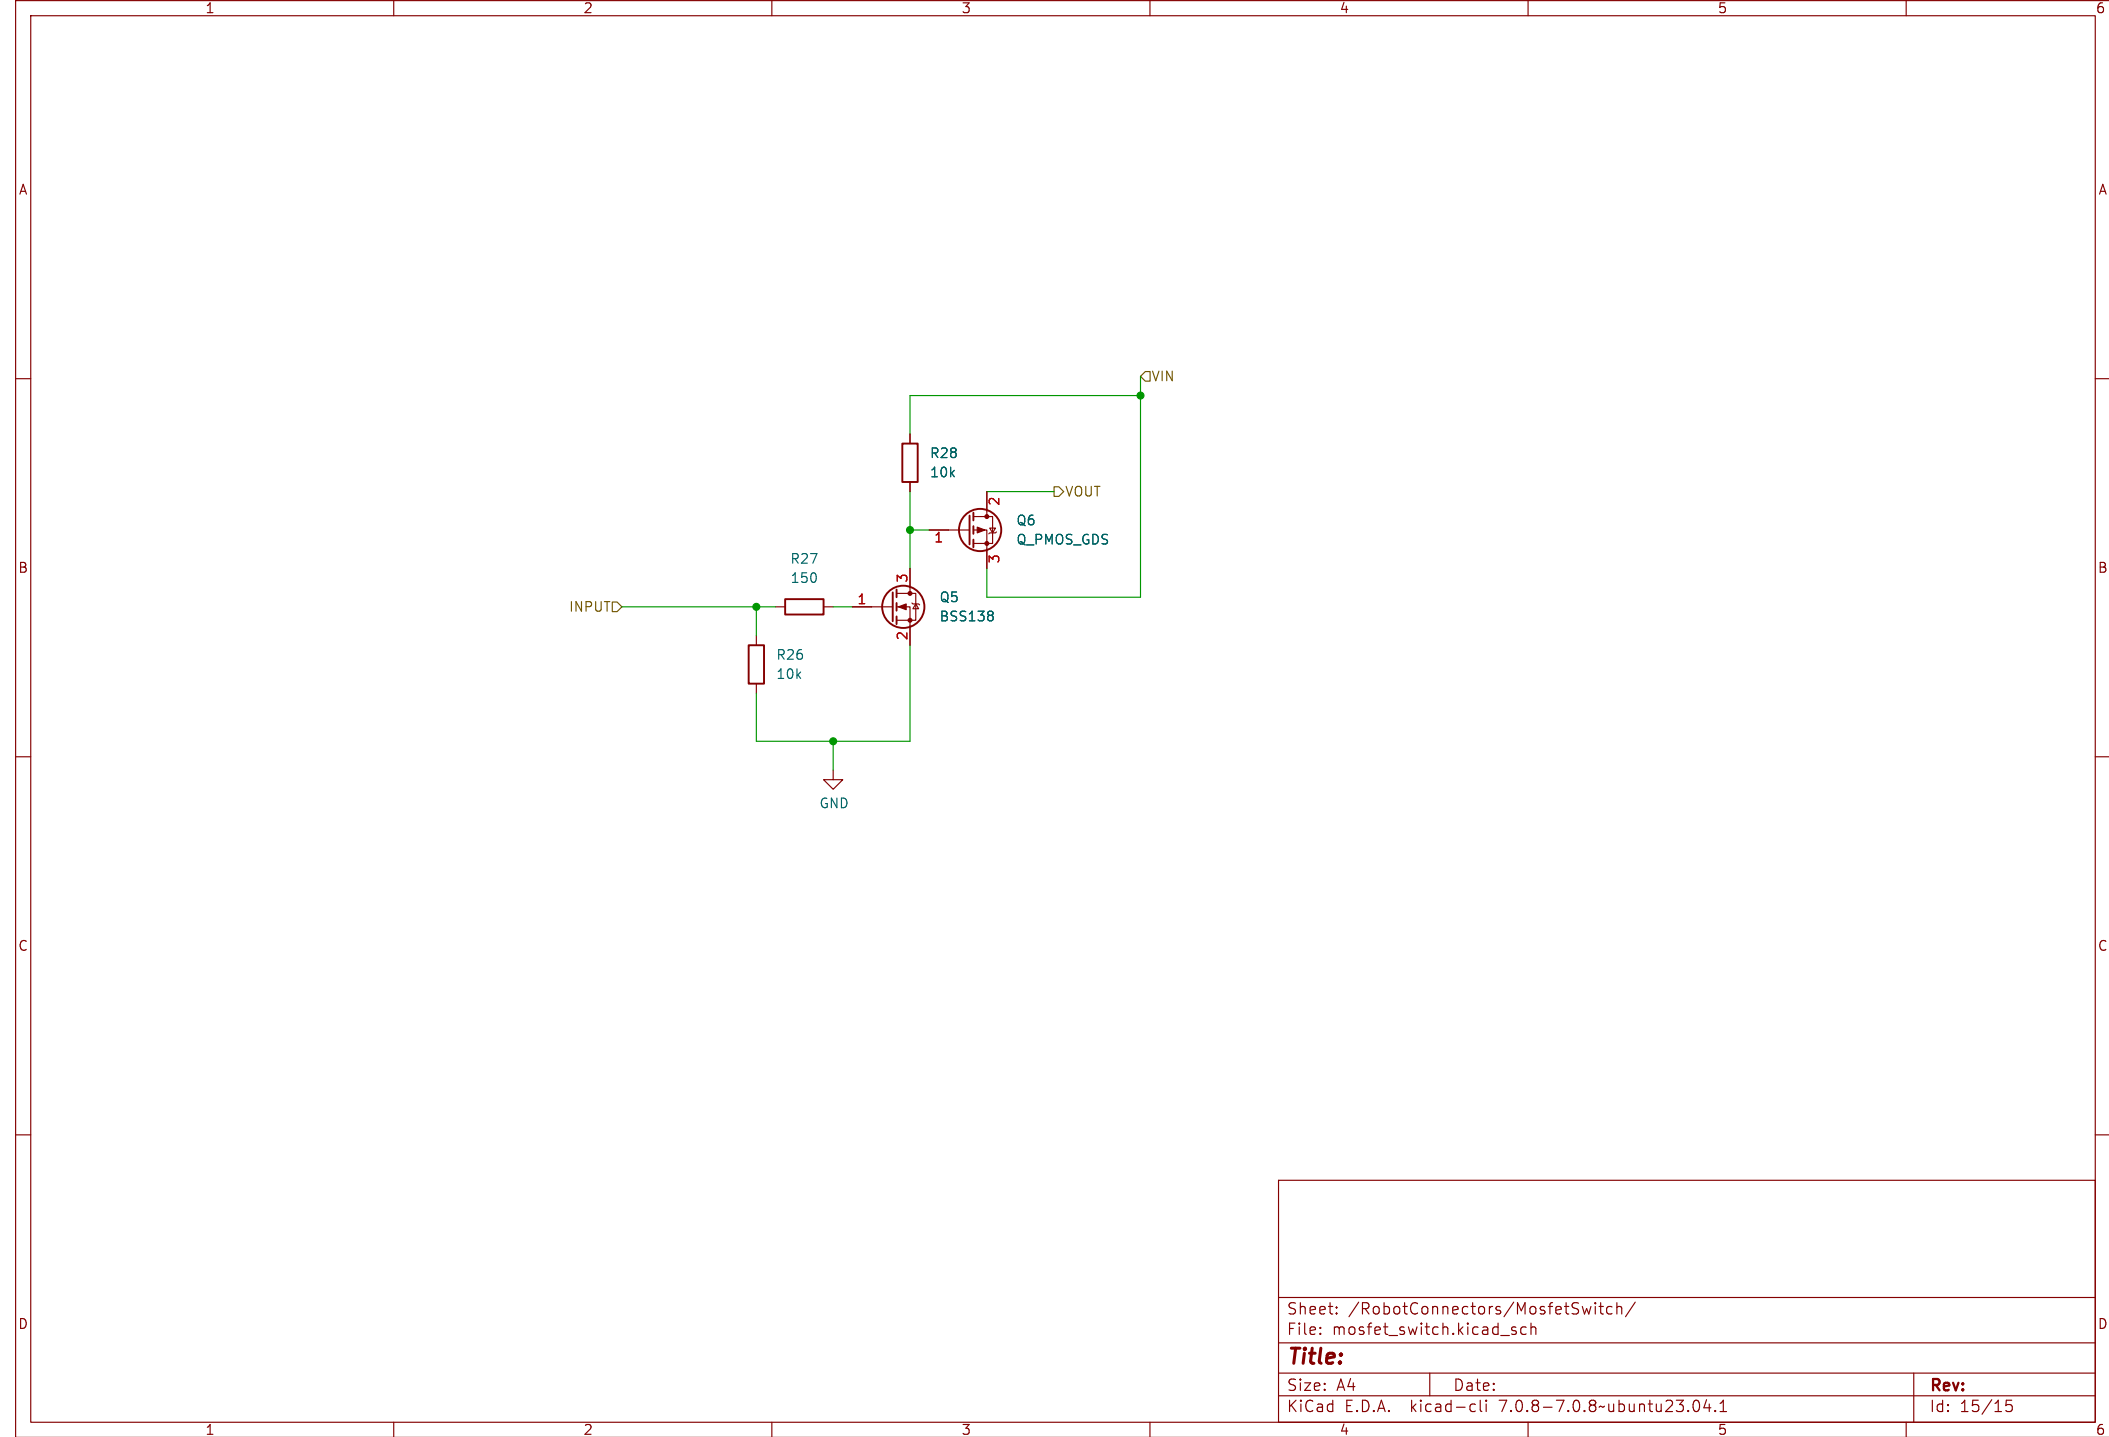 1 2 3 4 5 6
A A
VIN
R28
10k
2
VOUT
Q6
Q_PMOS_GDS
1
3
B B
R27
150
3
INPUT
1
Q5
BSS138
2
R26
10k
GND
C C
Sheet: /RobotConnectors/MosfetSwitch/
File: mosfet_switch.kicad_sch
D D
Title:
Size: A4 Date: Rev:
KiCad E.D.A. kicad-cli 7.0.8-7.0.8~ubuntu23.04.1 Id: 15/15
1 2 3 4 5 6